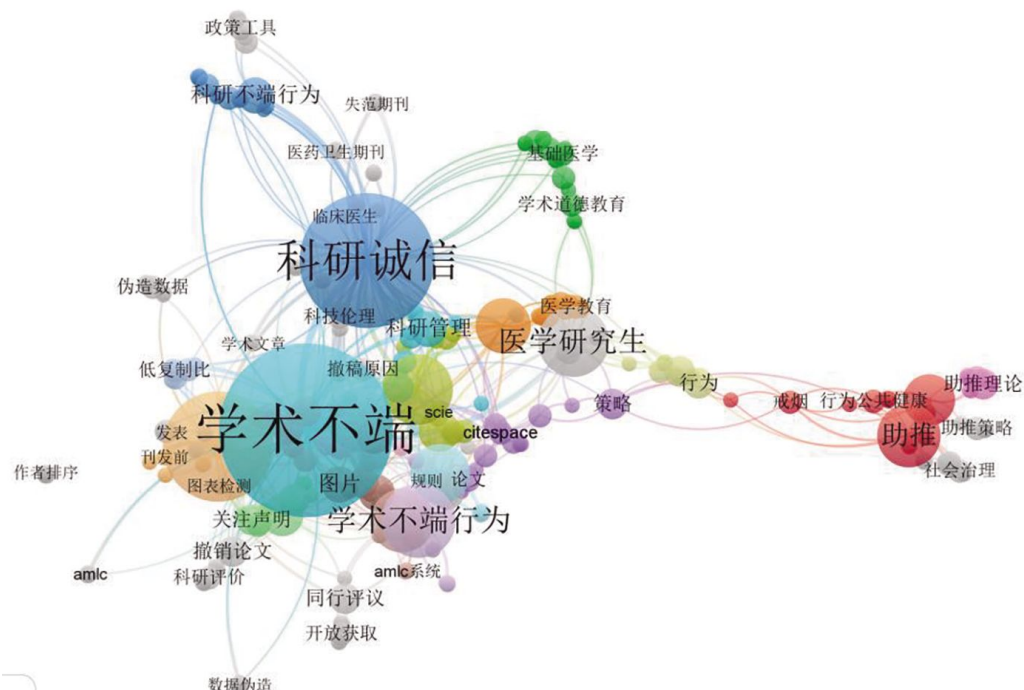 政策工具
科研不端行为
失范期刊
医药卫生期刊
基础医学
学术道德教育
临床医生
科研诚信
伪造数据
医学教育
科技伦理
科研管理
医学研究生
学术文章
低复制比
撤稿原因
行为
助推理论
戒烟
行为公共健康
策略
scie
学术不端
citespace
助推
助推策略
发表
刊发前
社会治理
作者排序
图表检测
图片
规则
论文
关注声明
学术不端行为
撤销论文
amlc
科研评价
amlc系统
同行评议
开放获取
数据伪造